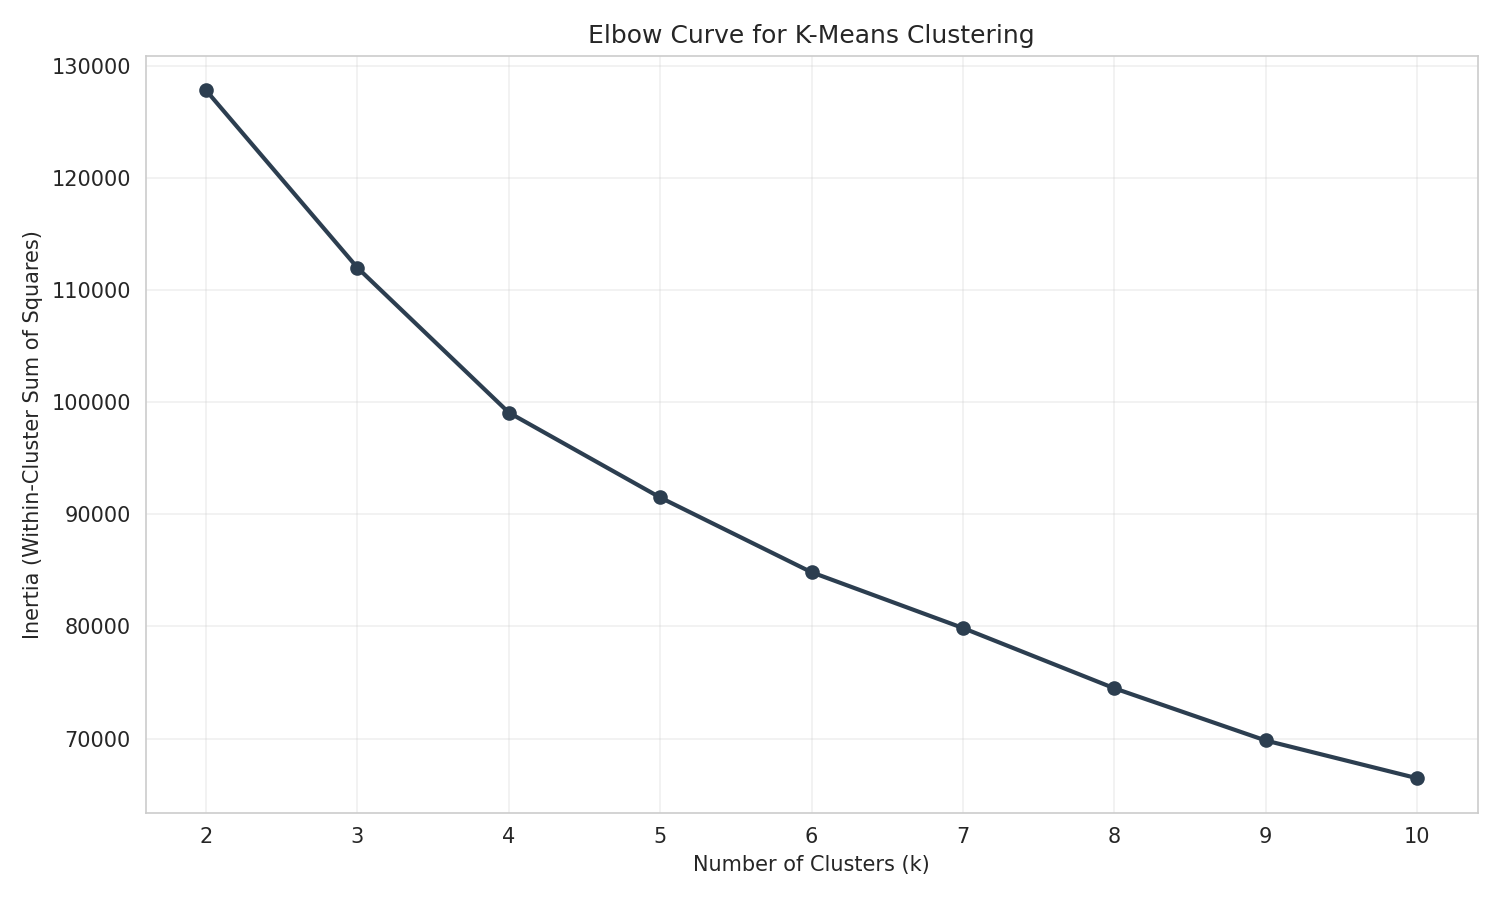 Elbow Curve for K-Means Clustering
Inertia (Within-Cluster Sum of Squares)
130000
120000
110000
100000
90000
80000
70000
2 3 4 5 6 7 8 9 10
Number of Clusters (k)